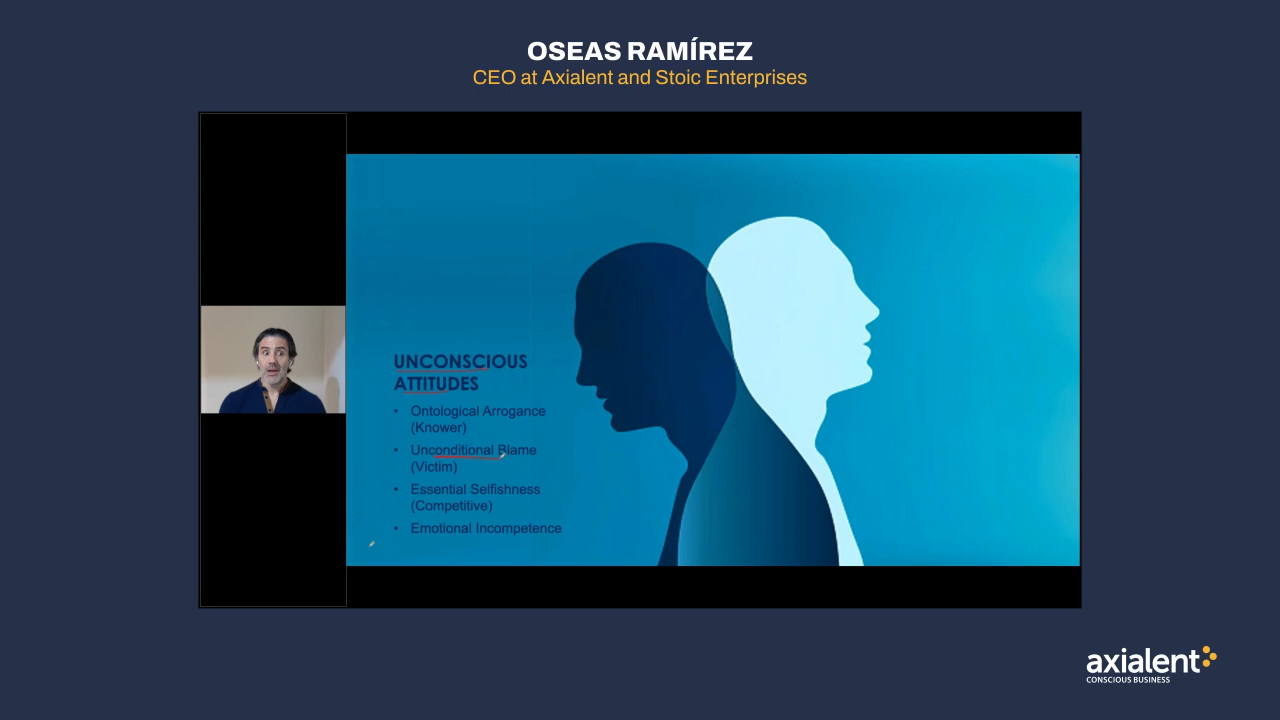 OSEAS RAMÍREZ
CEO at Axialent and Stoic Enterprises
UNCONSCIOUS
ATTITUDES
• Ontological Arrogance
(Knower)
• Unconditional Blame
(Victim)
• Essential Selfishness
(Competitive)
• Emotional Incompetence
axialent
CONSCIOUS BUSINESS